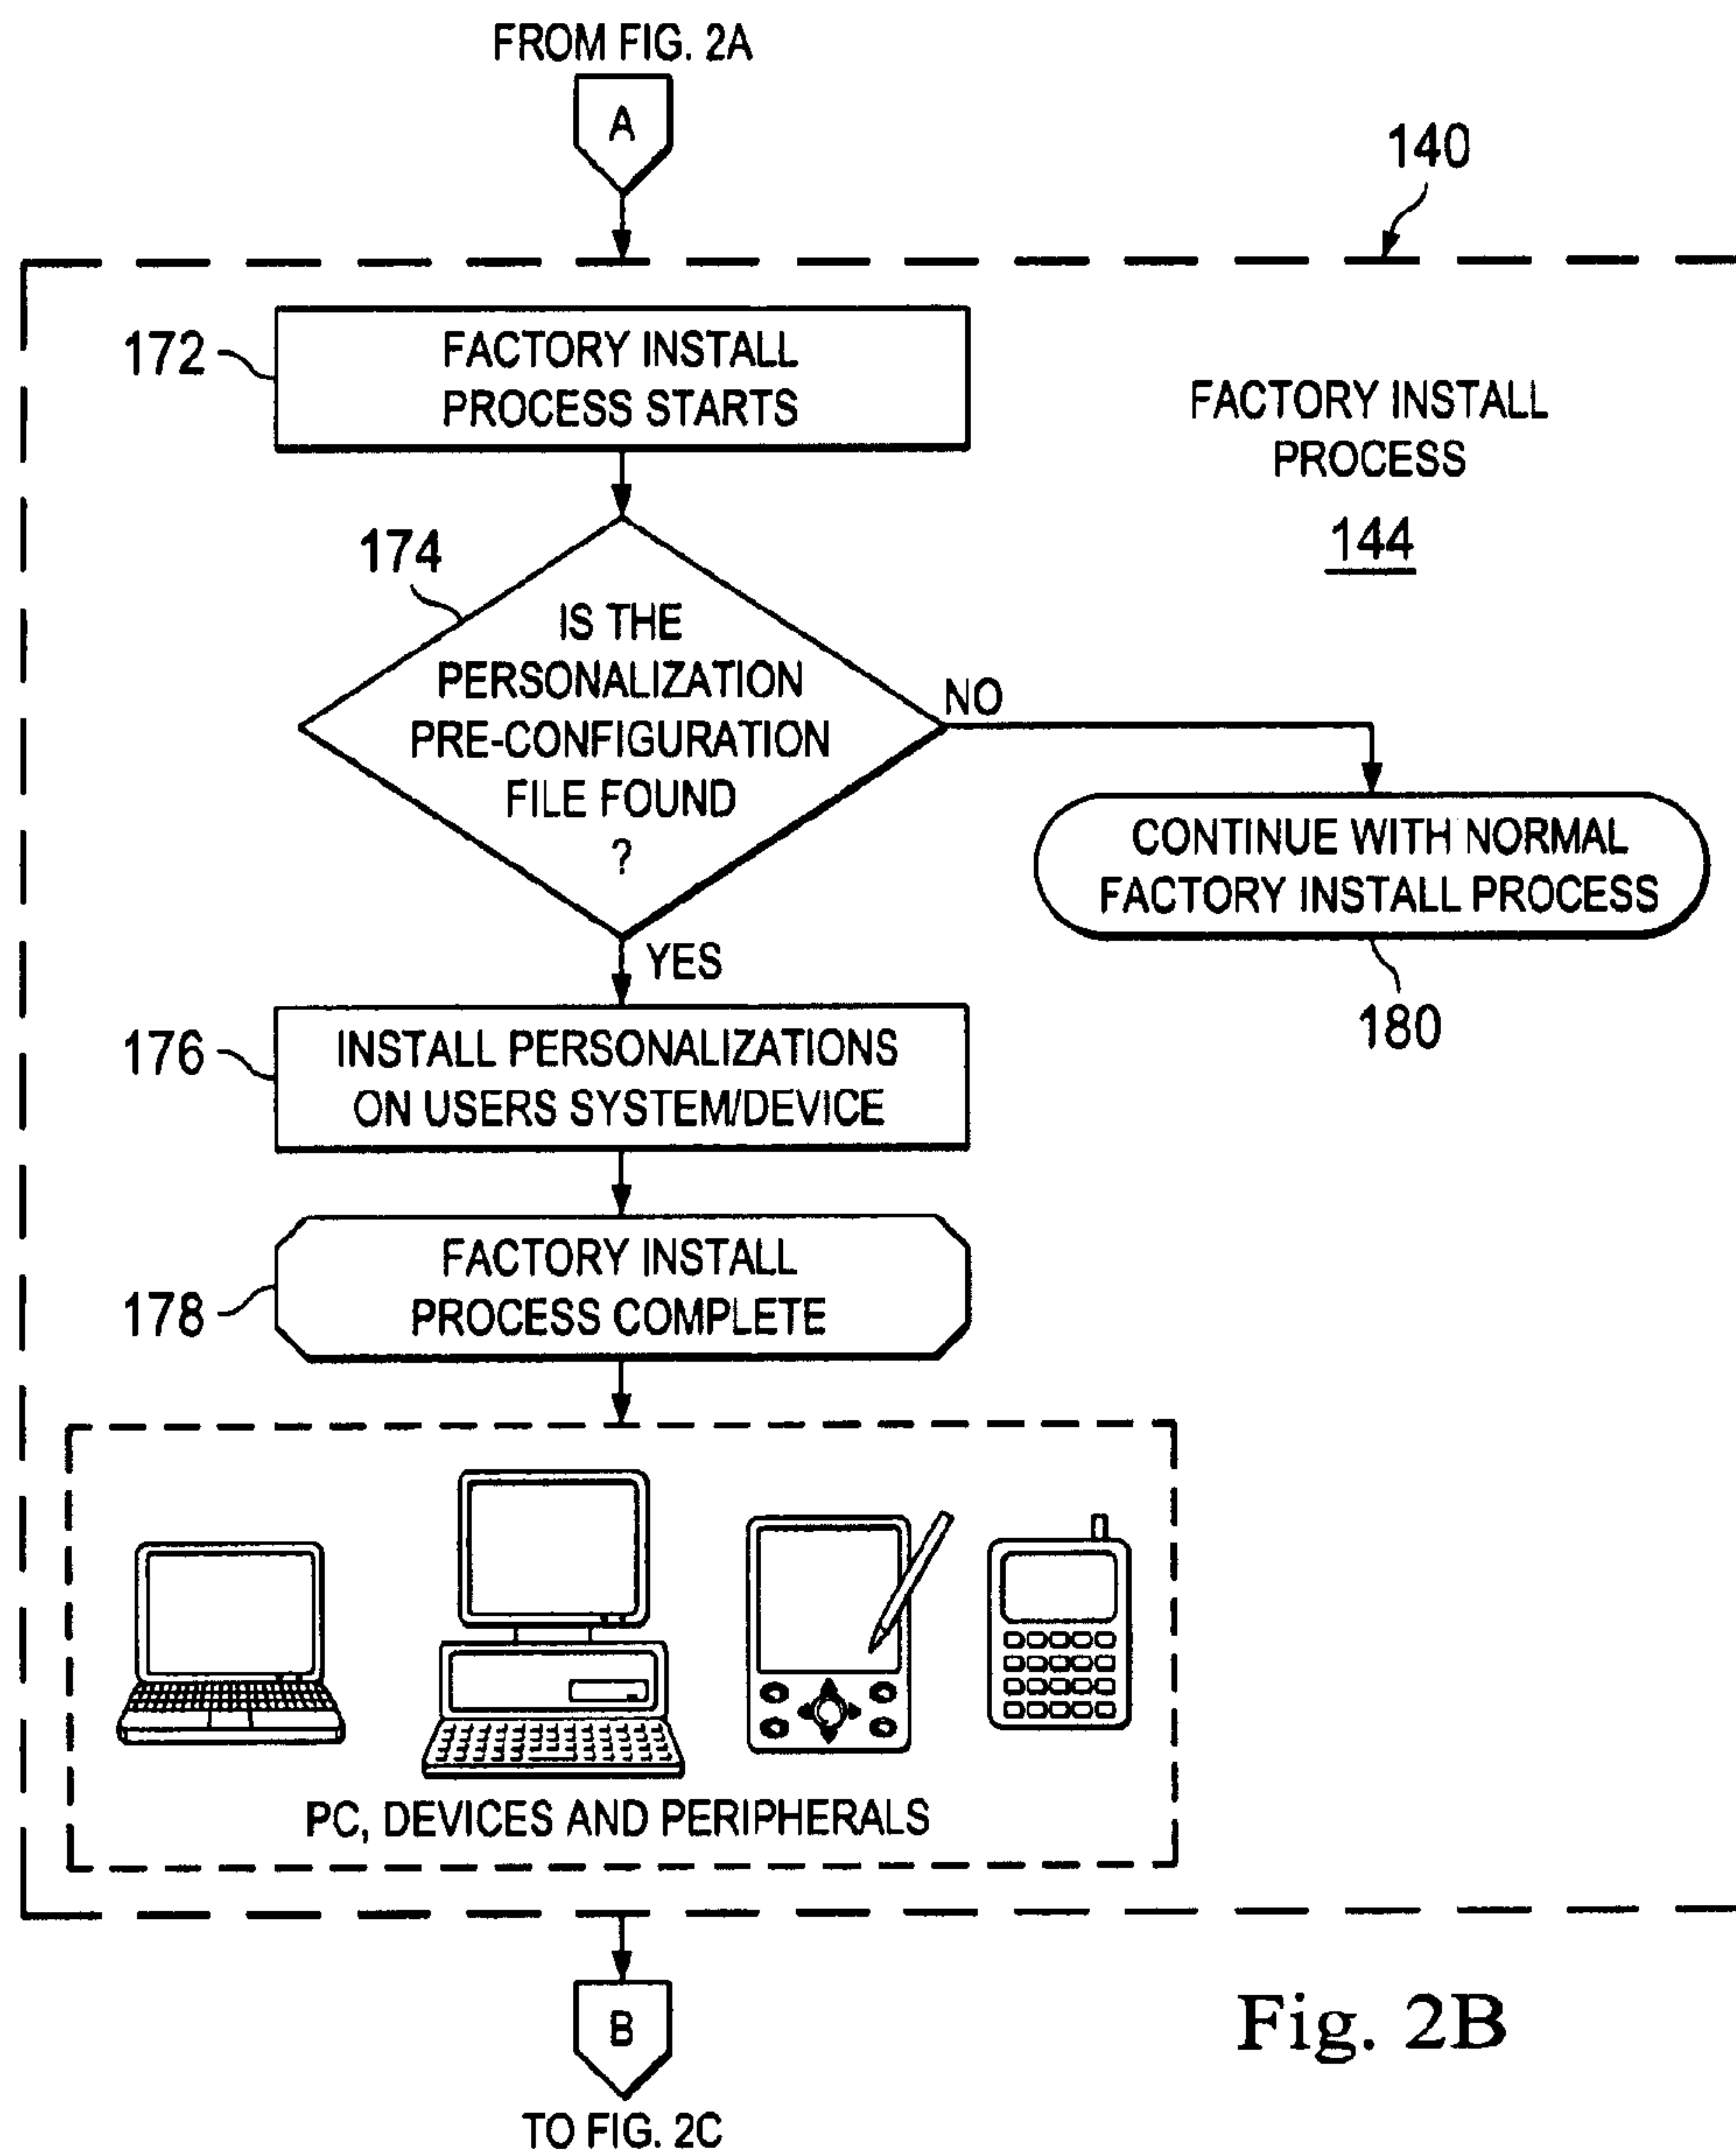 FROM FIG. 2A
A
140
172
FACTORY INSTALL
PROCESS STARTS
FACTORY INSTALL
PROCESS
144
174
IS THE
PERSONALIZATION
PRE-CONFIGURATION
FILE FOUND
?
NO
CONTINUE WITH NORMAL
FACTORY INSTALL PROCESS
180
YES
176
INSTALL PERSONALIZATIONS
ON USERS SYSTEM/DEVICE
178
FACTORY INSTALL
PROCESS COMPLETE
PC, DEVICES AND PERIPHERALS
B
TO FIG. 2C
Fig. 2B